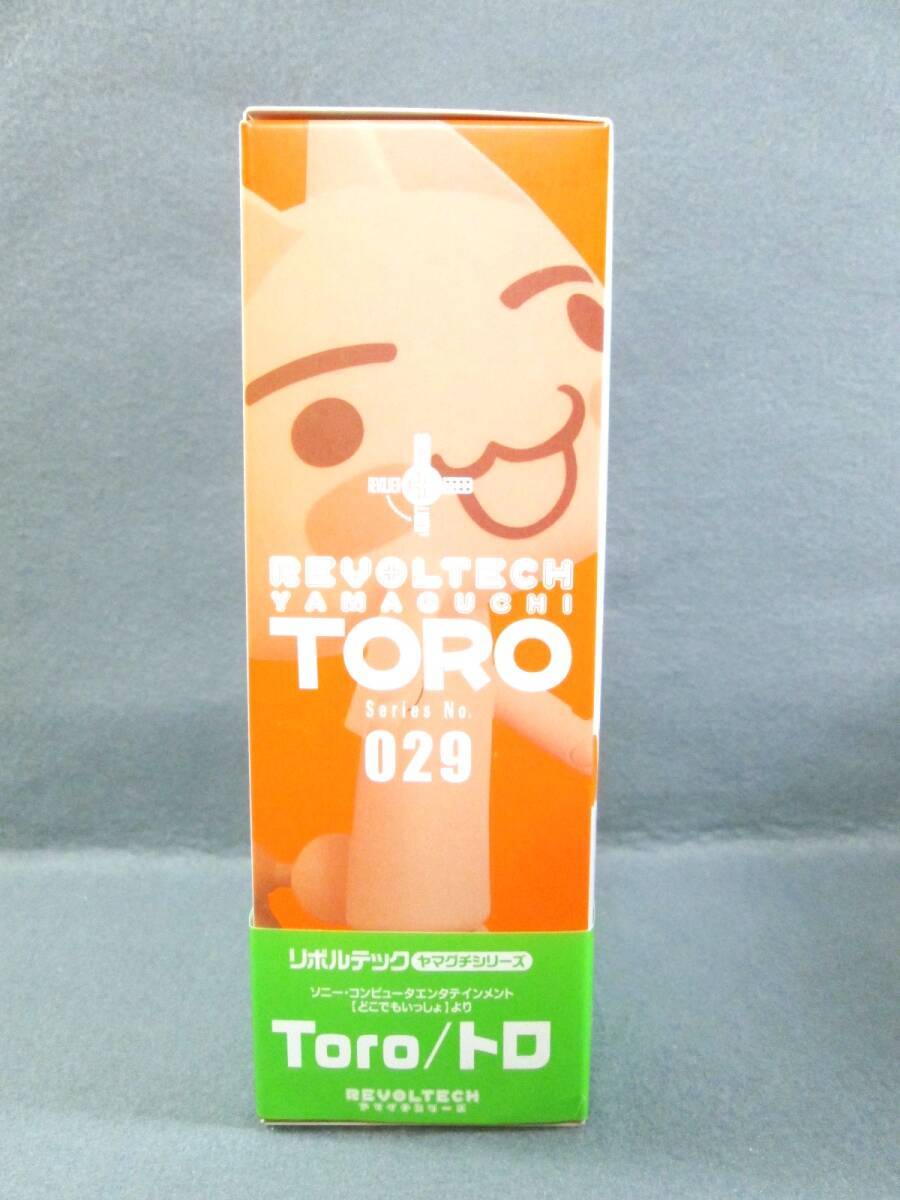 REVOLTECH
YAMAGUCHI
TORO
Series No.
029
リボルテック ヤマグチシリーズ
ソニー・コンピュータエンタテインメント
[どこでもいっしょ]より
Toro/トロ
REVOLTECH
ヤマグチシリーズ